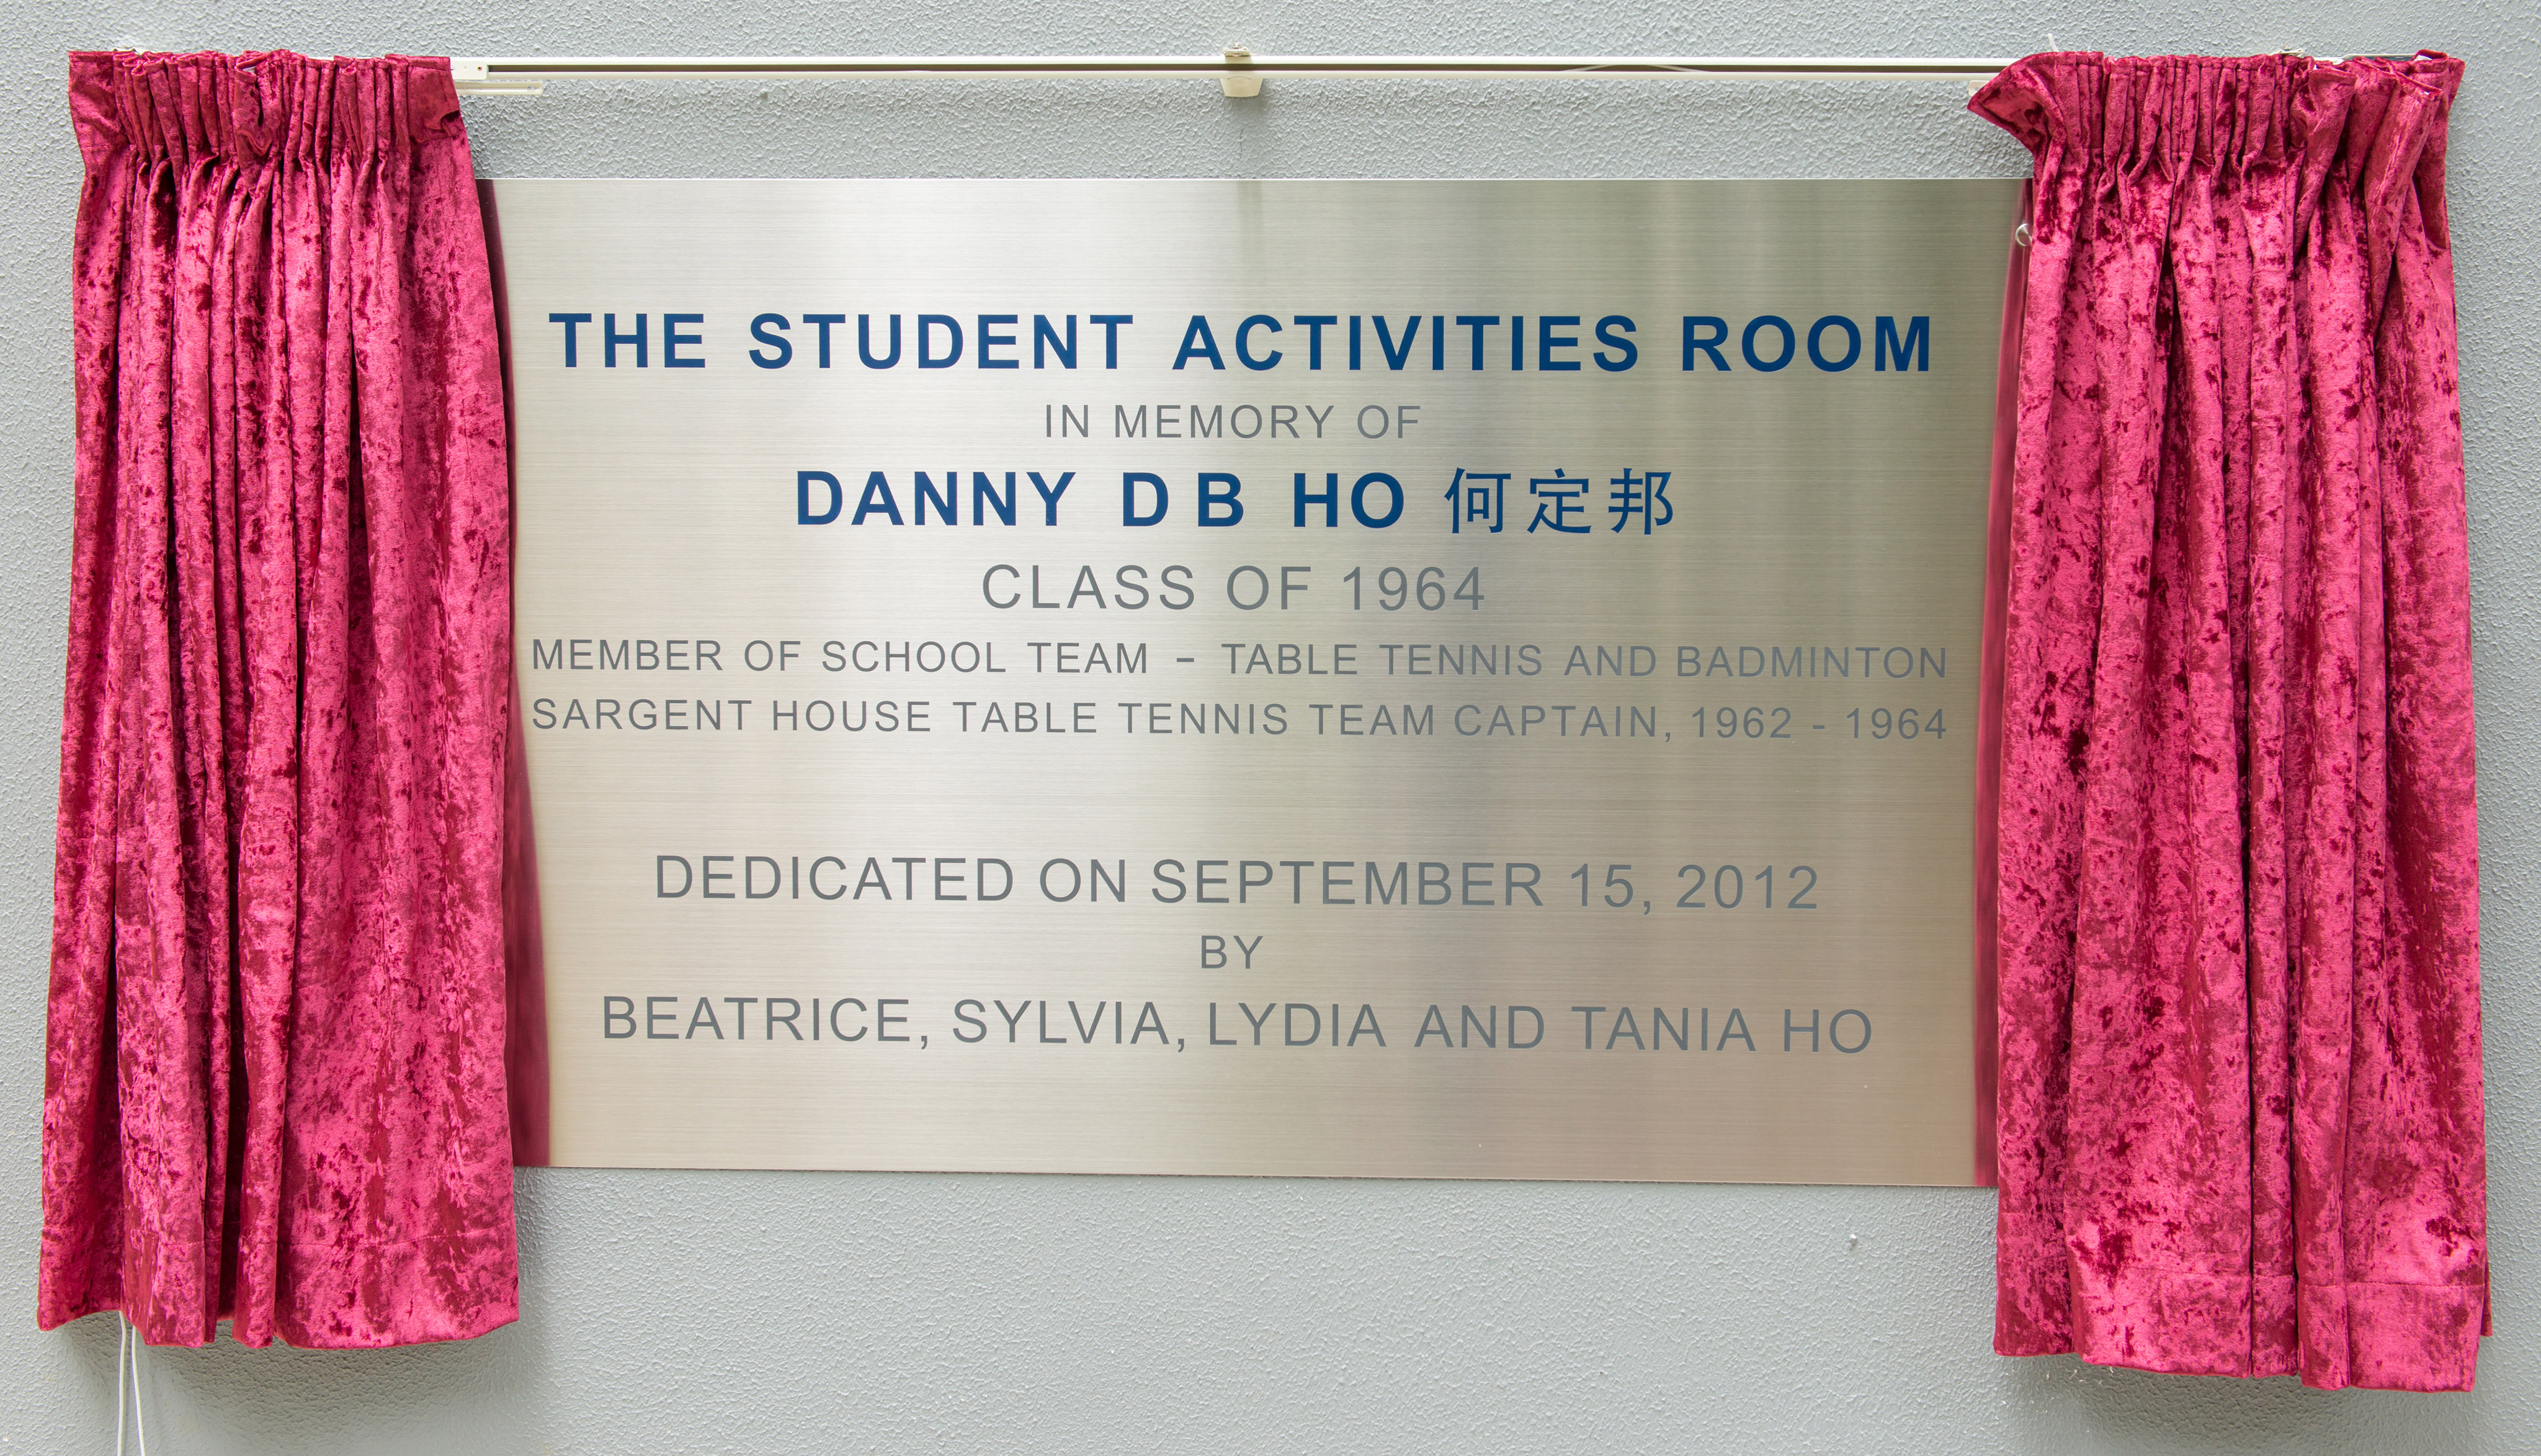 THE STUDENT ACTIVITIES ROOM
IN MEMORY OF
DANNY D B HO 何定邦
CLASS OF 1964
MEMBER OF SCHOOL TEAM - TABLE TENNIS AND BADMINTON
SARGENT HOUSE TABLE TENNIS TEAM CAPTAIN, 1962 - 1964
DEDICATED ON SEPTEMBER 15, 2012
BY
BEATRICE, SYLVIA, LYDIA AND TANIA HO